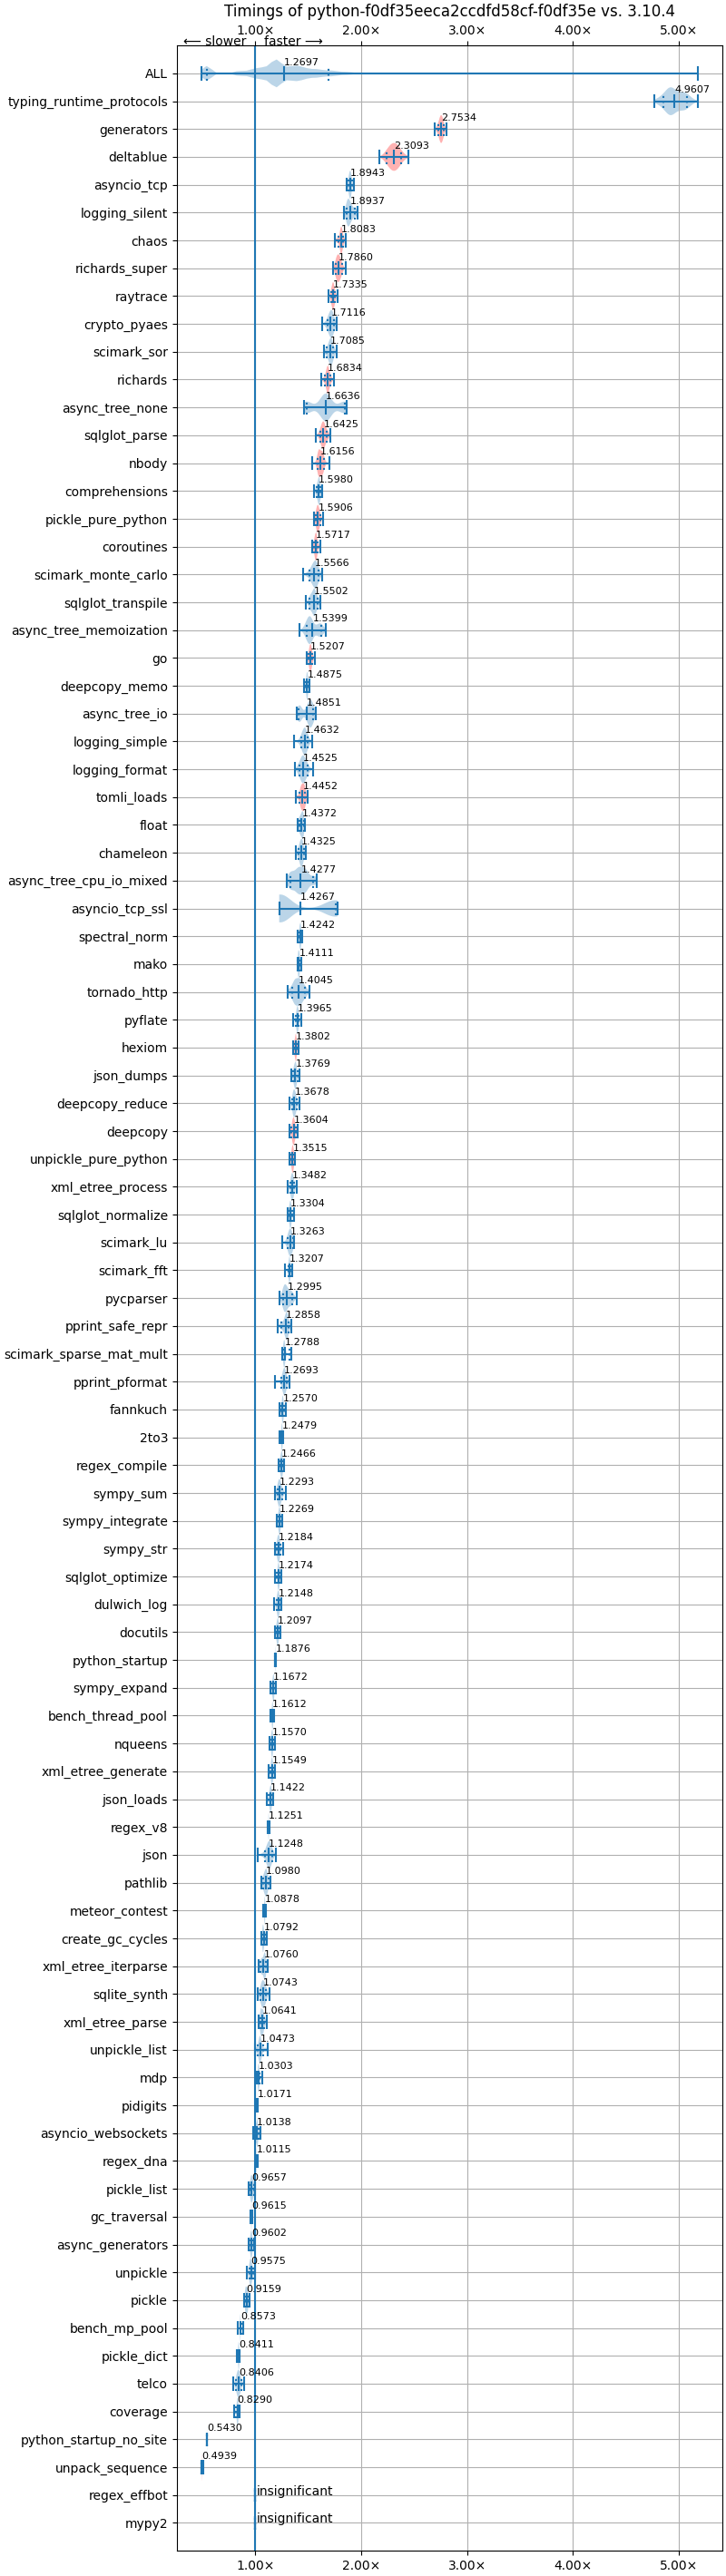 Timings of python-f0df35eeca2ccdfd58cf-f0df35e vs. 3.10.4
1.00× 2.00× 3.00× 4.00× 5.00×
⟵ slower faster ⟶
ALL 1.2697
typing_runtime_protocols 4.9607
generators 2.7534
deltablue 2.3093
asyncio_tcp 1.8943
logging_silent 1.8937
chaos 1.8083
richards_super 1.7860
raytrace 1.7335
crypto_pyaes 1.7116
scimark_sor 1.7085
richards 1.6834
async_tree_none 1.6636
sqlglot_parse 1.6425
nbody 1.6156
comprehensions 1.5980
pickle_pure_python 1.5906
coroutines 1.5717
scimark_monte_carlo 1.5566
sqlglot_transpile 1.5502
async_tree_memoization 1.5399
go 1.5207
deepcopy_memo 1.4875
async_tree_io 1.4851
logging_simple 1.4632
logging_format 1.4525
tomli_loads 1.4452
float 1.4372
chameleon 1.4325
async_tree_cpu_io_mixed 1.4277
asyncio_tcp_ssl 1.4267
spectral_norm 1.4242
mako 1.4111
tornado_http 1.4045
pyflate 1.3965
hexiom 1.3802
json_dumps 1.3769
deepcopy_reduce 1.3678
deepcopy 1.3604
unpickle_pure_python 1.3515
xml_etree_process 1.3482
sqlglot_normalize 1.3304
scimark_lu 1.3263
scimark_fft 1.3207
pycparser 1.2995
pprint_safe_repr 1.2858
scimark_sparse_mat_mult 1.2788
pprint_pformat 1.2693
fannkuch 1.2570
2to3 1.2479
regex_compile 1.2466
sympy_sum 1.2293
sympy_integrate 1.2269
sympy_str 1.2184
sqlglot_optimize 1.2174
dulwich_log 1.2148
docutils 1.2097
python_startup 1.1876
sympy_expand 1.1672
bench_thread_pool 1.1612
nqueens 1.1570
xml_etree_generate 1.1549
json_loads 1.1422
regex_v8 1.1251
json 1.1248
pathlib 1.0980
meteor_contest 1.0878
create_gc_cycles 1.0792
xml_etree_iterparse 1.0760
sqlite_synth 1.0743
xml_etree_parse 1.0641
unpickle_list 1.0473
mdp 1.0303
pidigits 1.0171
asyncio_websockets 1.0138
regex_dna 1.0115
pickle_list 0.9657
gc_traversal 0.9615
async_generators 0.9602
unpickle 0.9575
pickle 0.9159
bench_mp_pool 0.8573
pickle_dict 0.8411
telco 0.8406
coverage 0.8290
python_startup_no_site 0.5430
unpack_sequence 0.4939
regex_effbot insignificant
mypy2 insignificant
1.00× 2.00× 3.00× 4.00× 5.00×